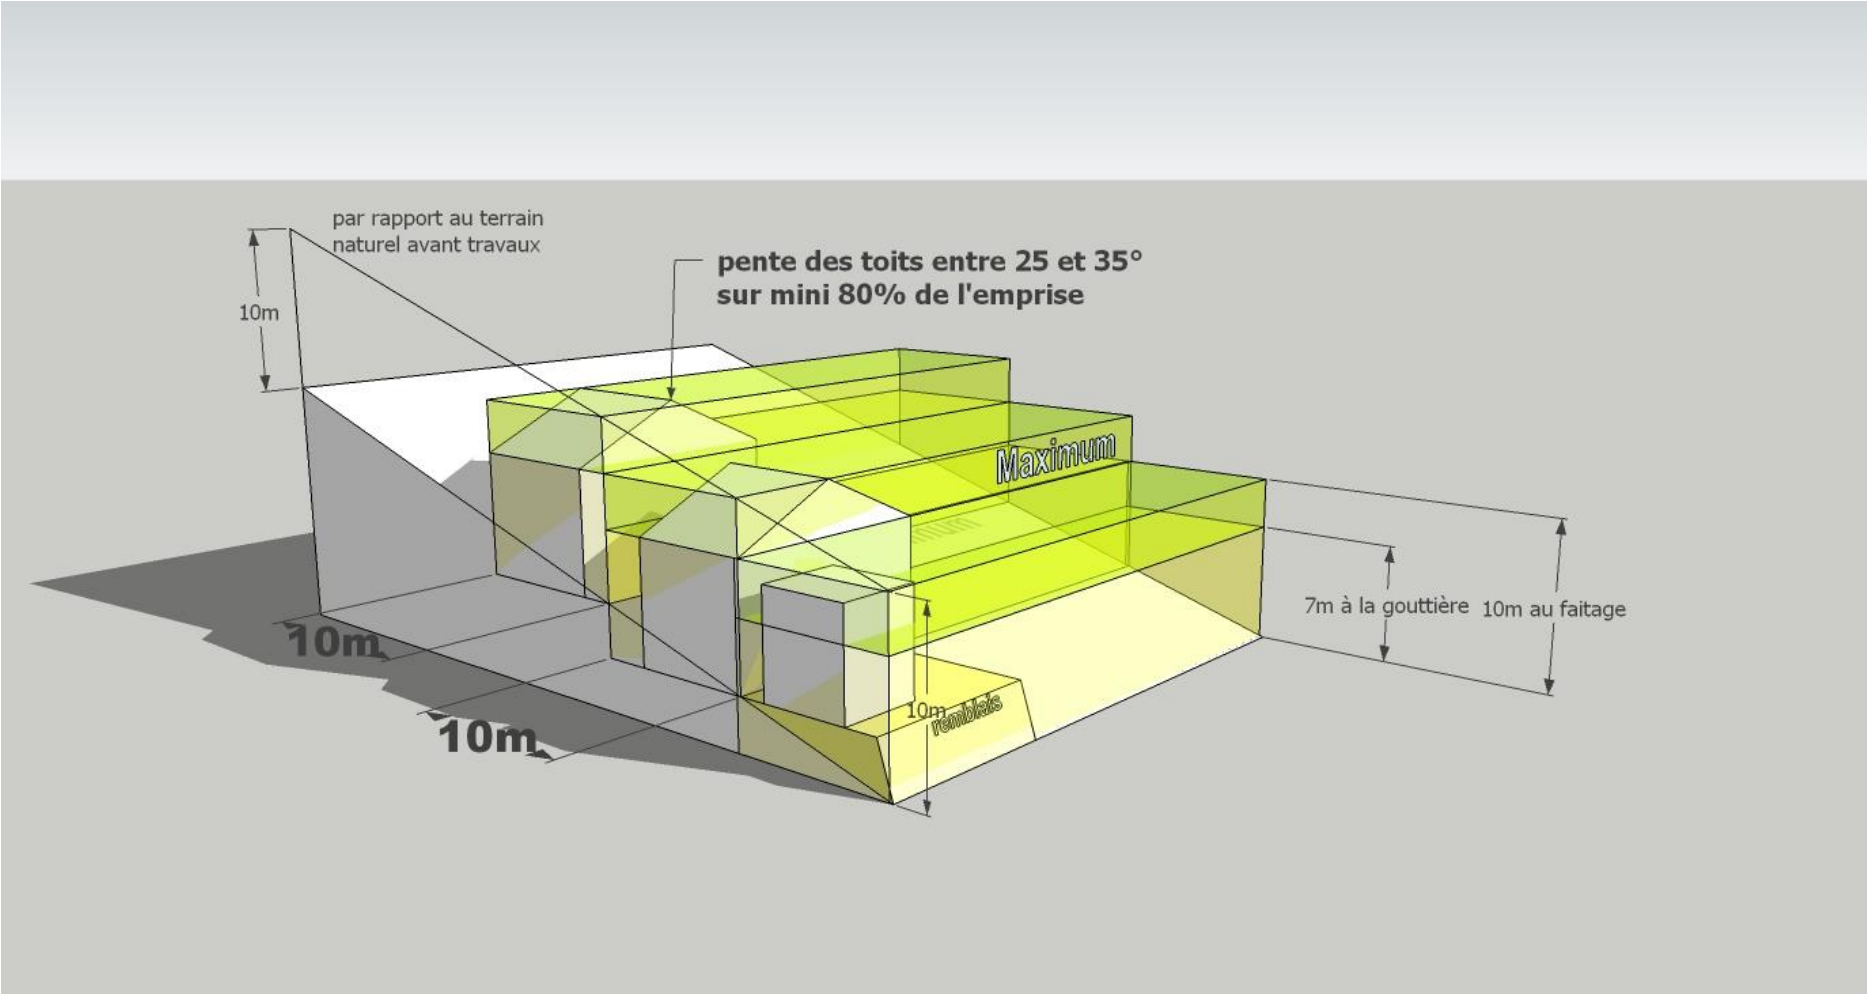 par rapport au terrain
naturel avant travaux
pente des toits entre 25 et 35°
sur mini 80% de l'emprise
10m
Maximum
7m à la gouttière
10m au faitage
10m
10m
remblais
10m